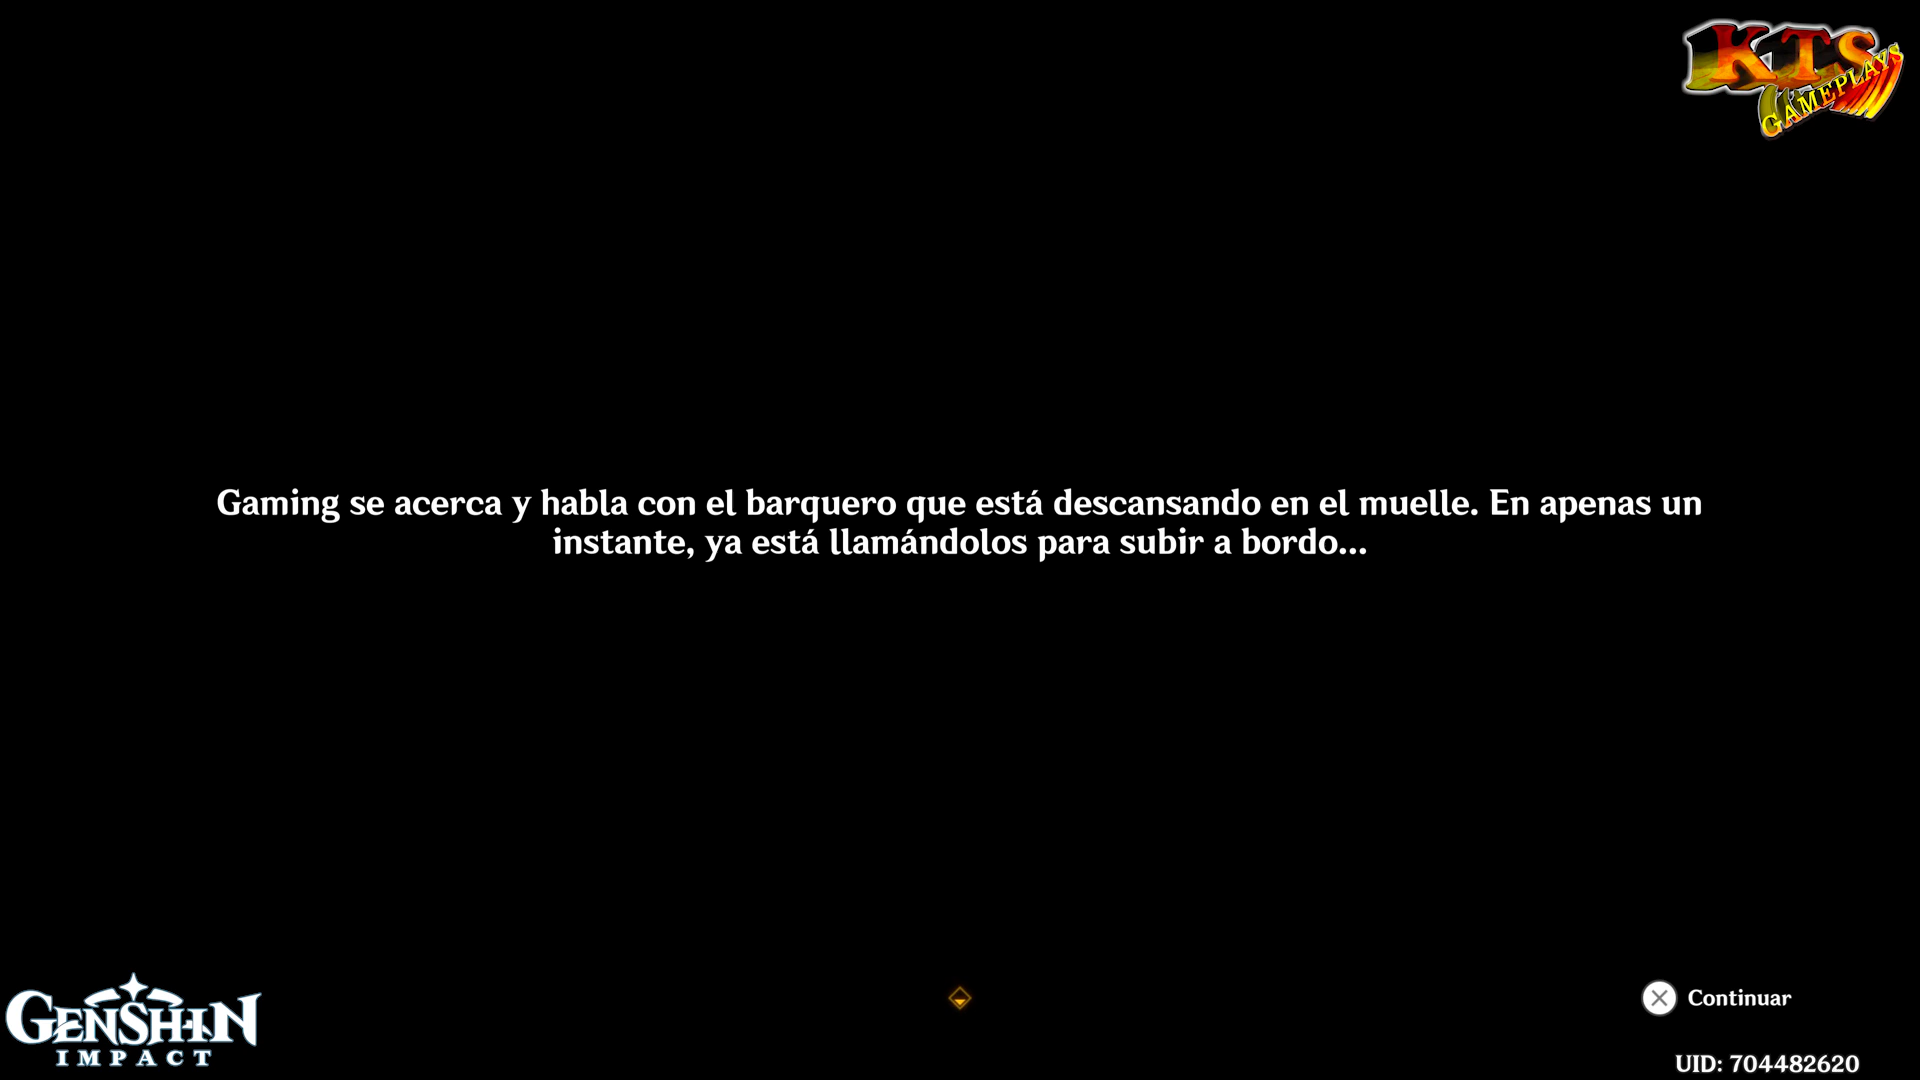 KTS
GAMEPLAYS
Gaming se acerca y habla con el barquero que está descansando en el muelle. En apenas un
instante, ya está llamándolos para subir a bordo...
GENSHIN
IMPACT
Continuar
UID: 704482620